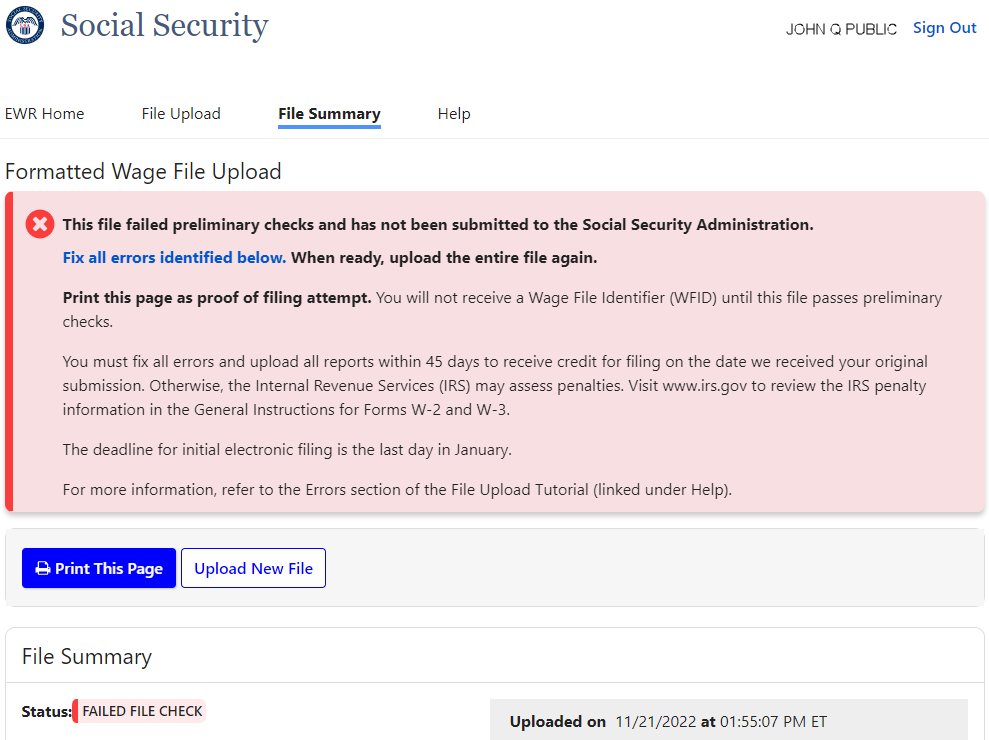 Social Security
JOHN Q PUBLIC Sign Out
EWR Home File Upload File Summary Help
Formatted Wage File Upload
This file failed preliminary checks and has not been submitted to the Social Security Administration.
Fix all errors identified below. When ready, upload the entire file again.
Print this page as proof of filing attempt. You will not receive a Wage File Identifier (WFID) until this file passes preliminary
checks.
You must fix all errors and upload all reports within 45 days to receive credit for filing on the date we received your original
submission. Otherwise, the Internal Revenue Services (IRS) may assess penalties. Visit www.irs.gov to review the IRS penalty
information in the General Instructions for Forms W-2 and W-3.
The deadline for initial electronic filing is the last day in January.
For more information, refer to the Errors section of the File Upload Tutorial (linked under Help).
Print This Page Upload New File
File Summary
Status: FAILED FILE CHECK
Uploaded on 11/21/2022 at 01:55:07 PM ET